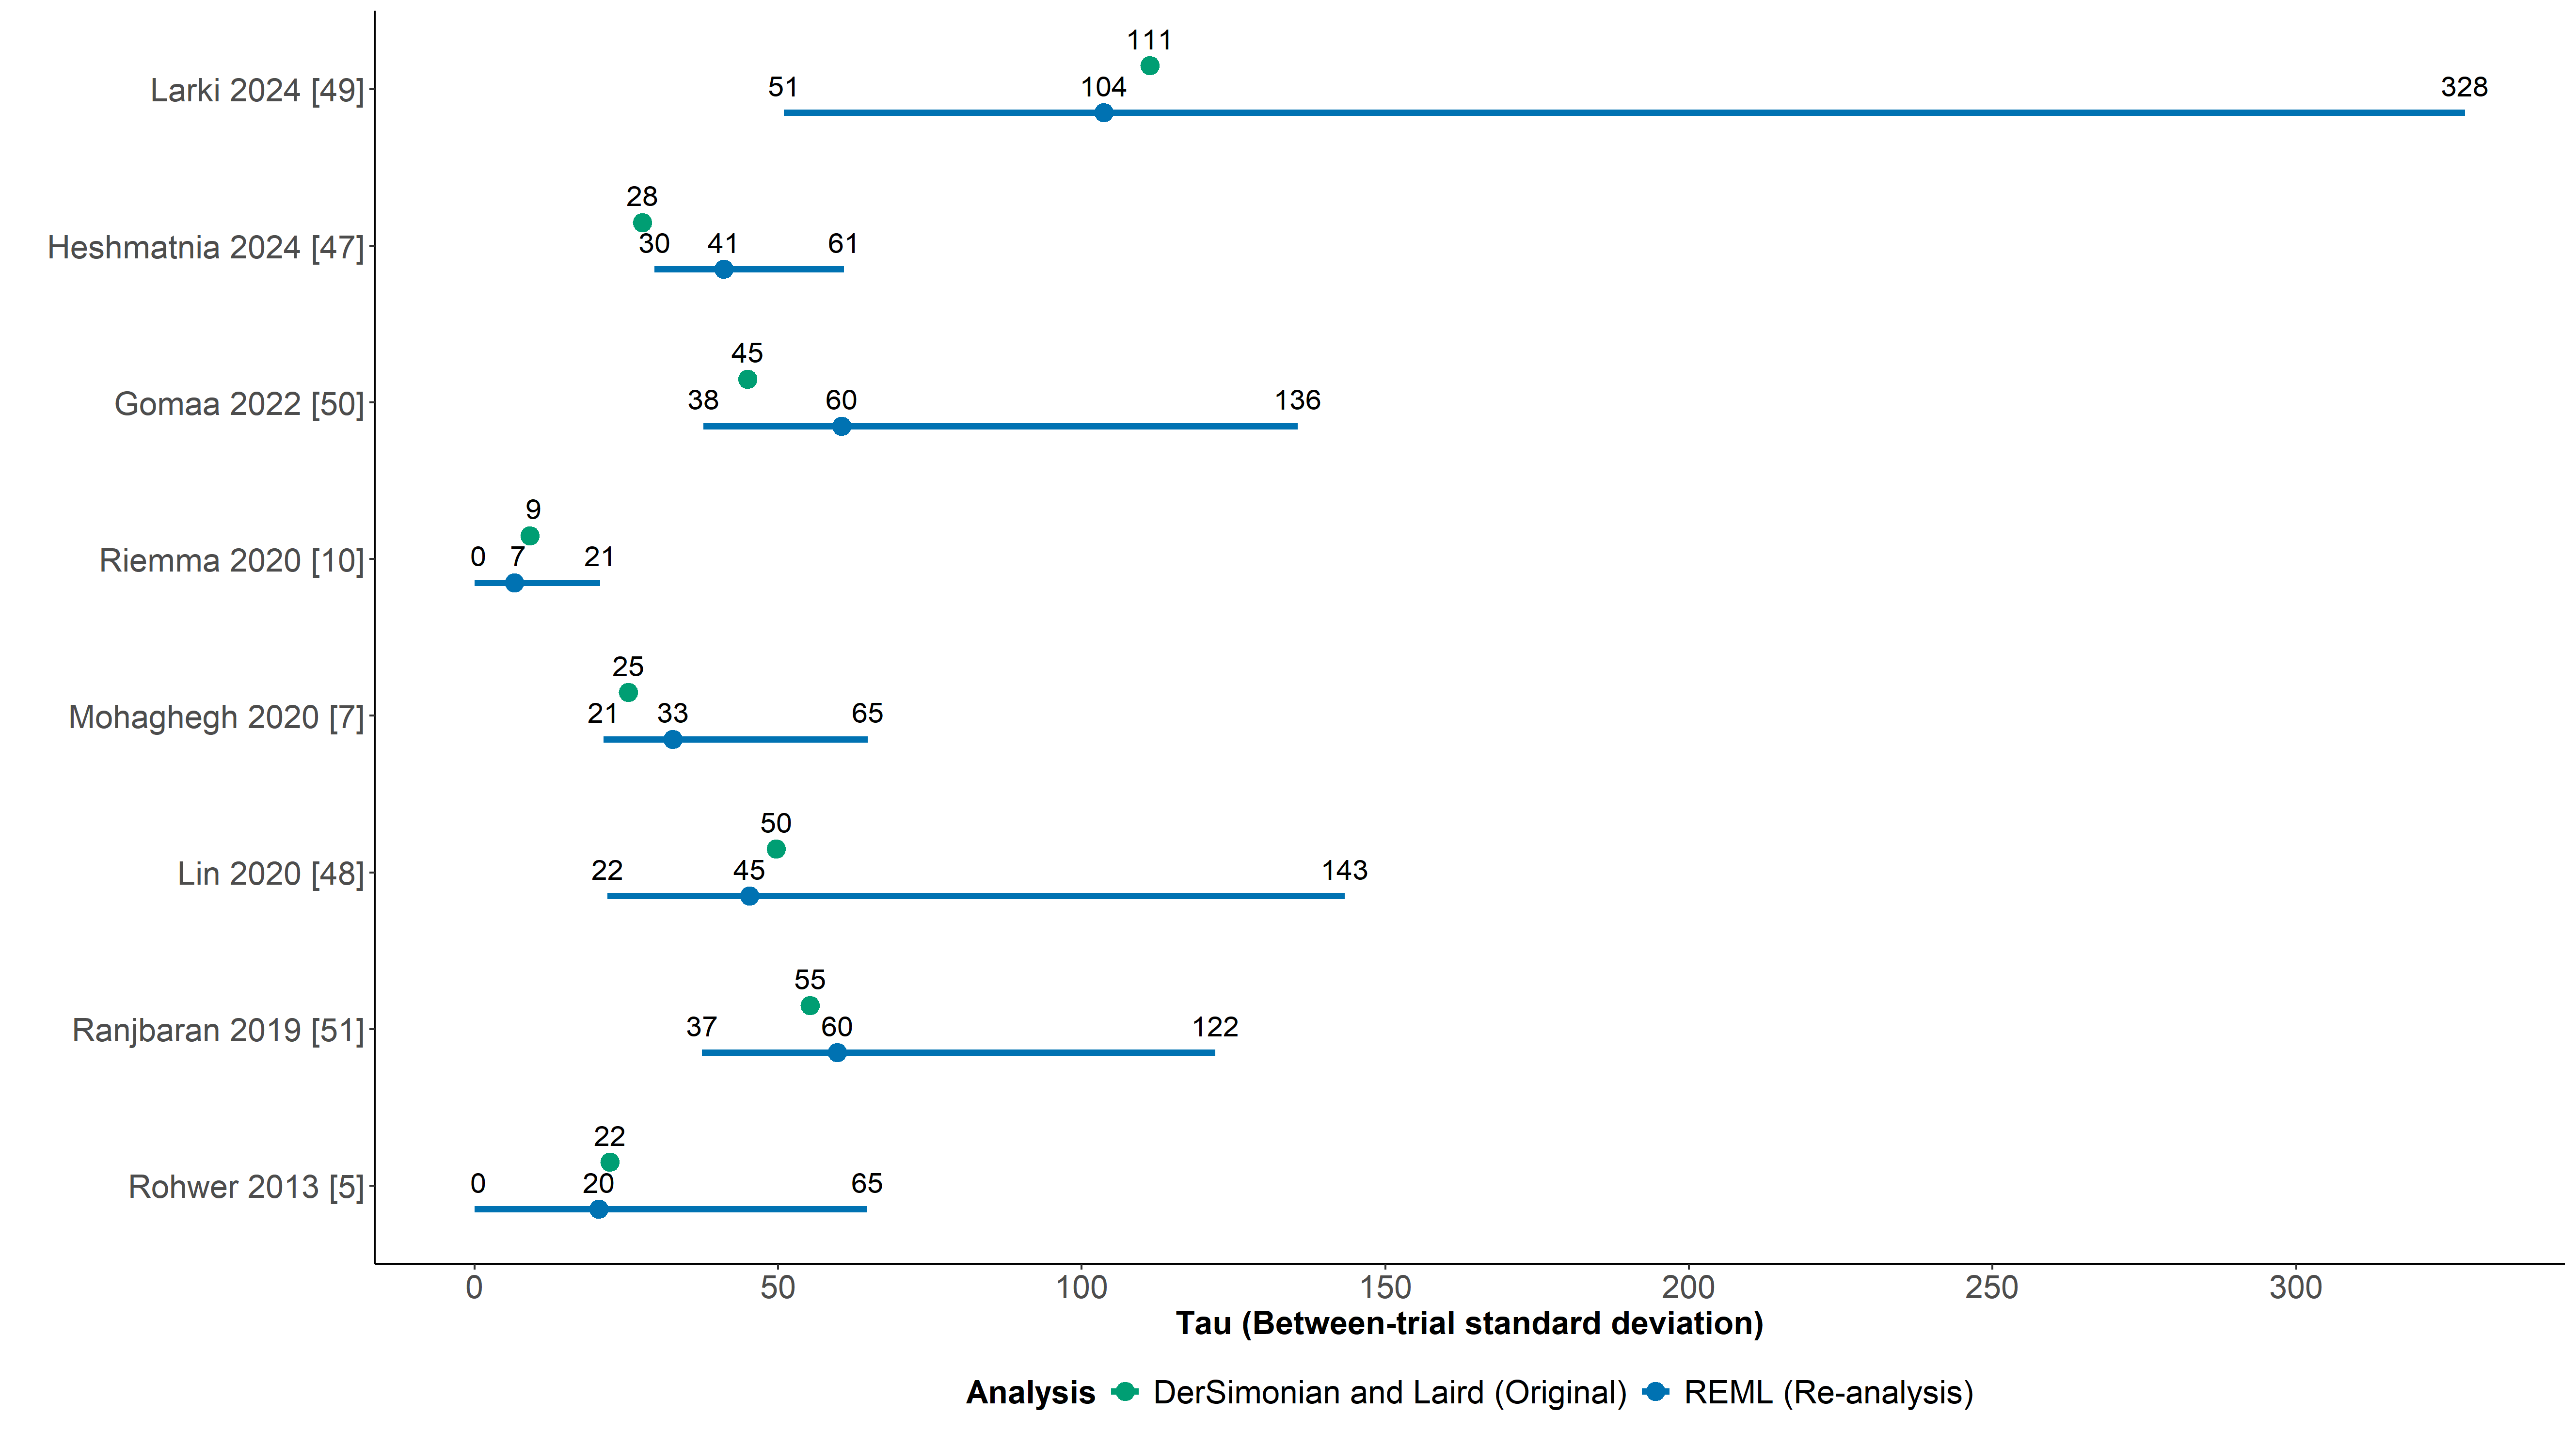 111
Larki 2024 [49]
51 104 328
28
Heshmatnia 2024 [47]
30 41 61
45
Gomaa 2022 [50]
38 60 136
9
Riemma 2020 [10]
0 7 21
25
Mohaghegh 2020 [7]
21 33 65
50
Lin 2020 [48]
22 45 143
55
Ranjbaran 2019 [51]
37 60 122
22
Rohwer 2013 [5]
0 20 65
0 50 100 150 200 250 300
Tau (Between-trial standard deviation)
Analysis DerSimonian and Laird (Original) REML (Re-analysis)